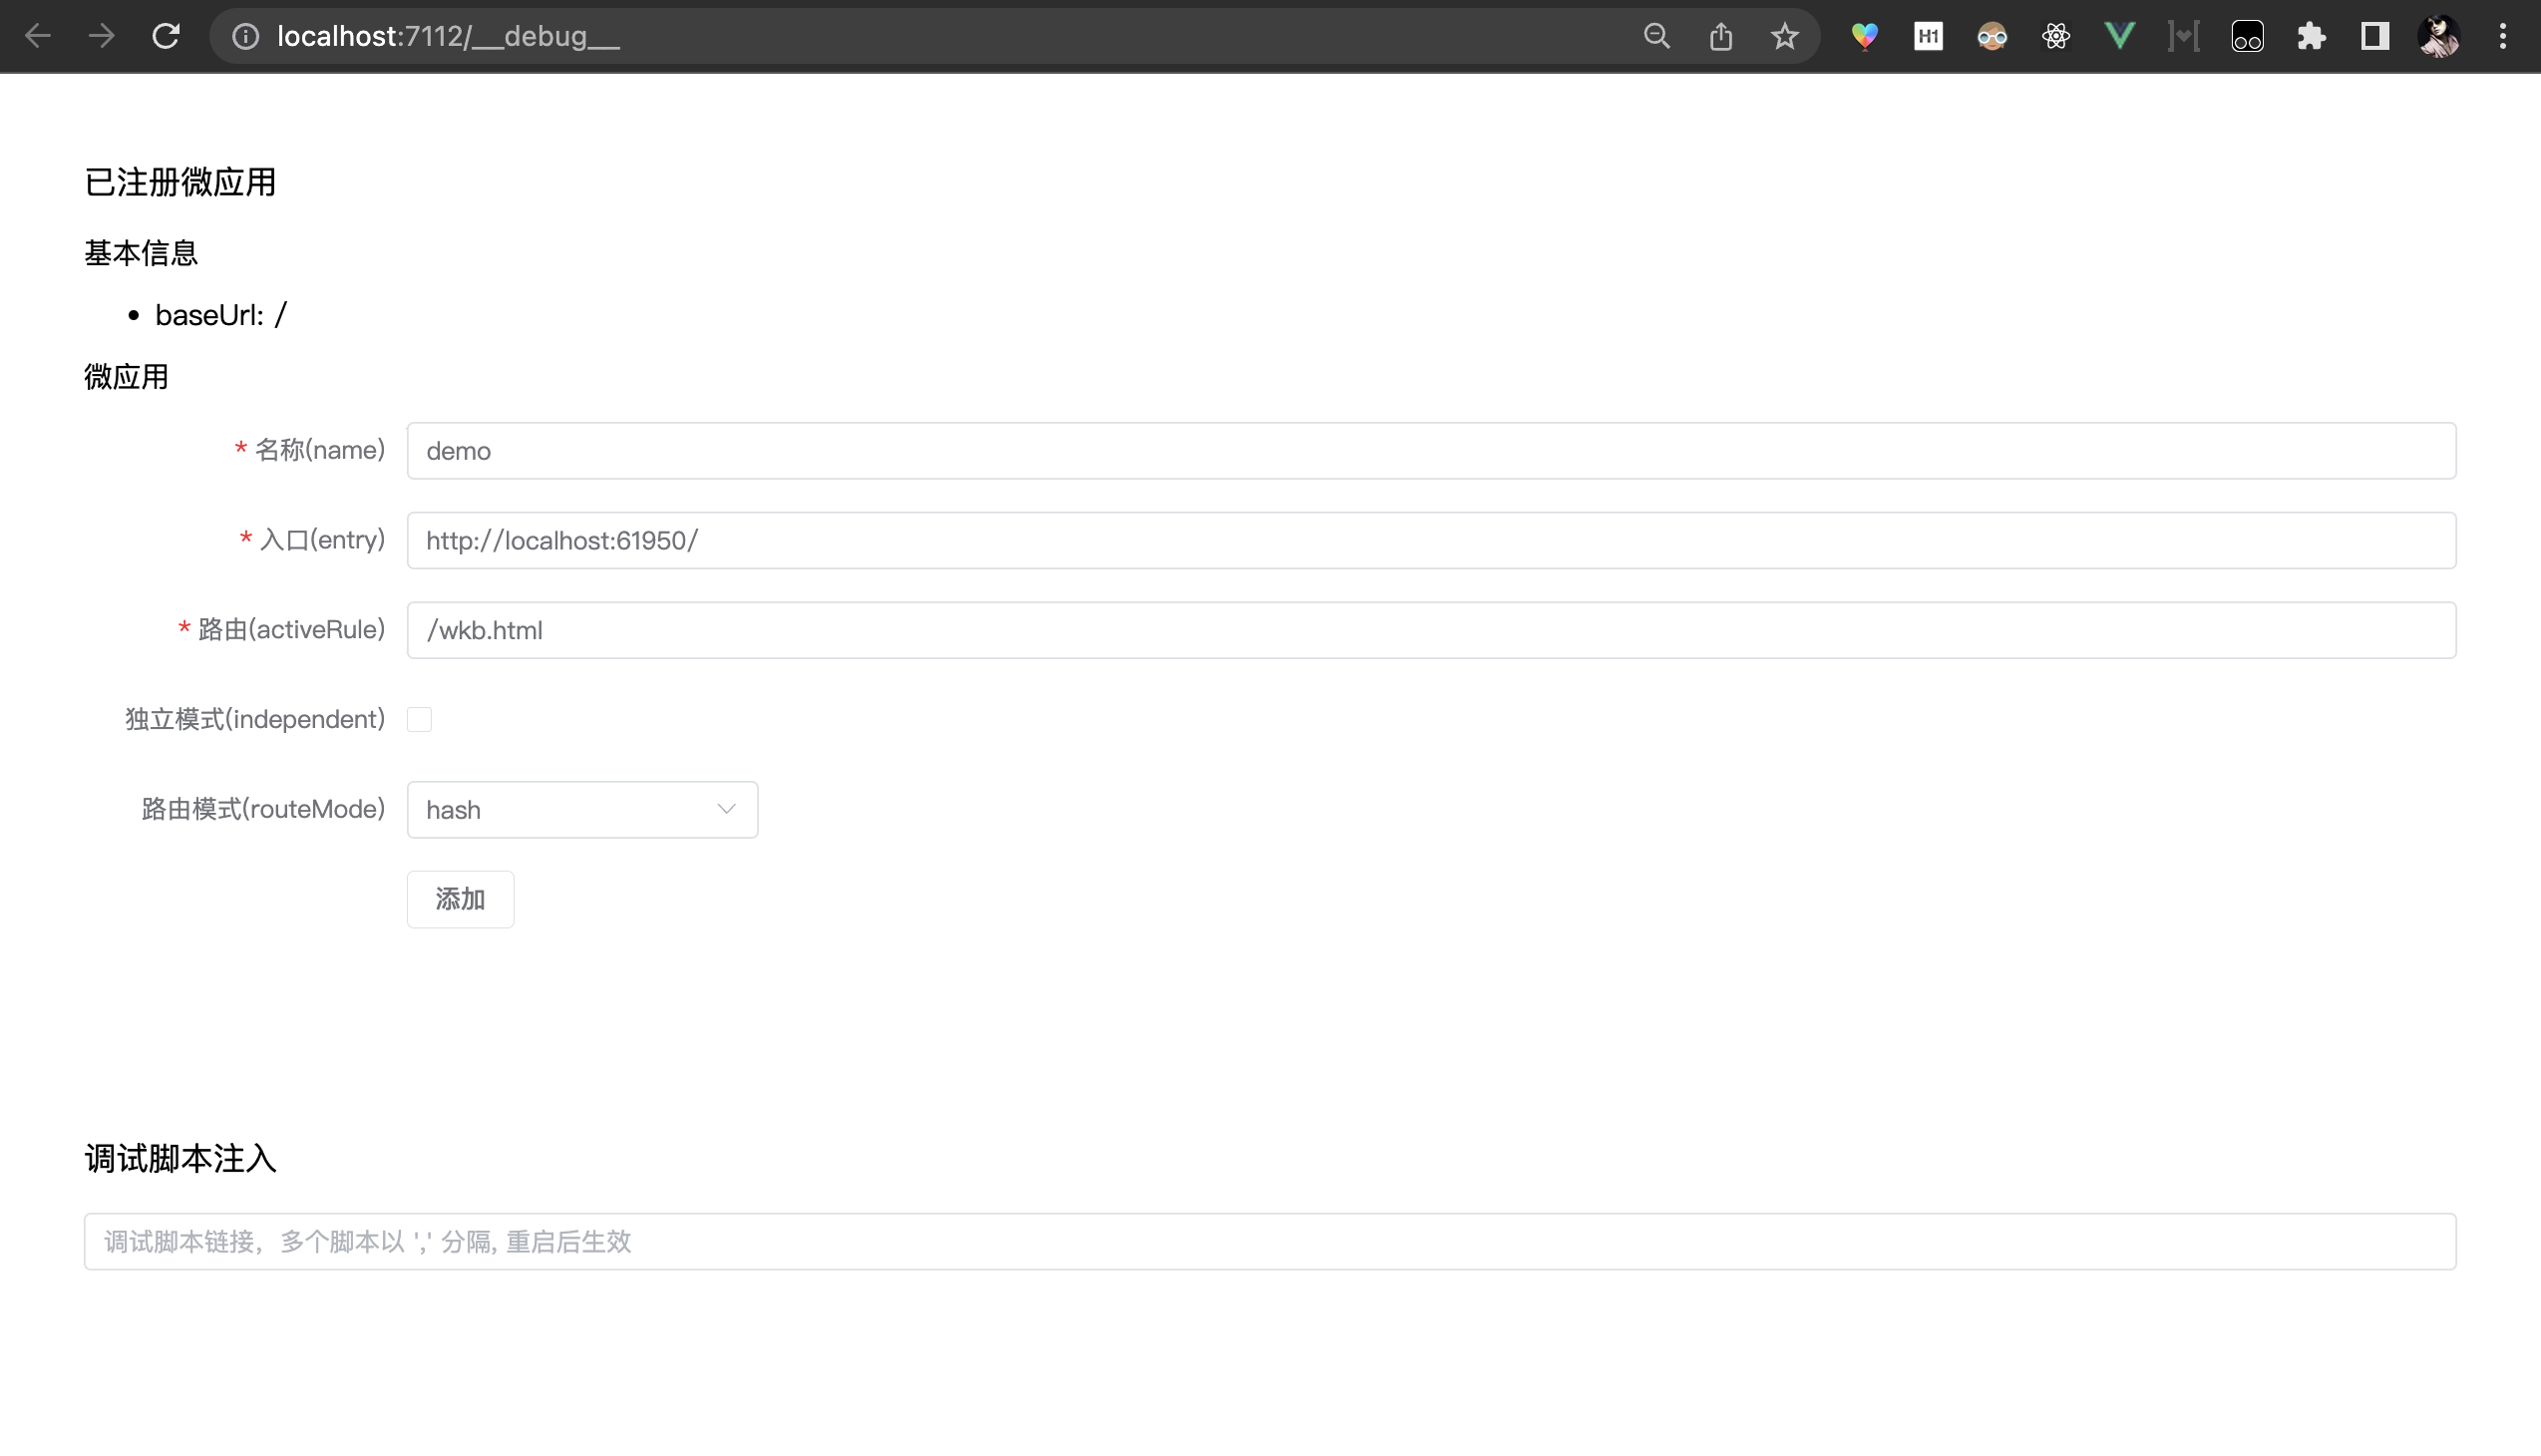 localhost:7112/__debug__
H1
已注册微应用
基本信息
• baseUrl: /
微应用
* 名称(name) demo
* 入口(entry) http://localhost:61950/
* 路由(activeRule) /wkb.html
独立模式(independent)
路由模式(routeMode) hash
添加
调试脚本注入
调试脚本链接，多个脚本以 ',' 分隔, 重启后生效